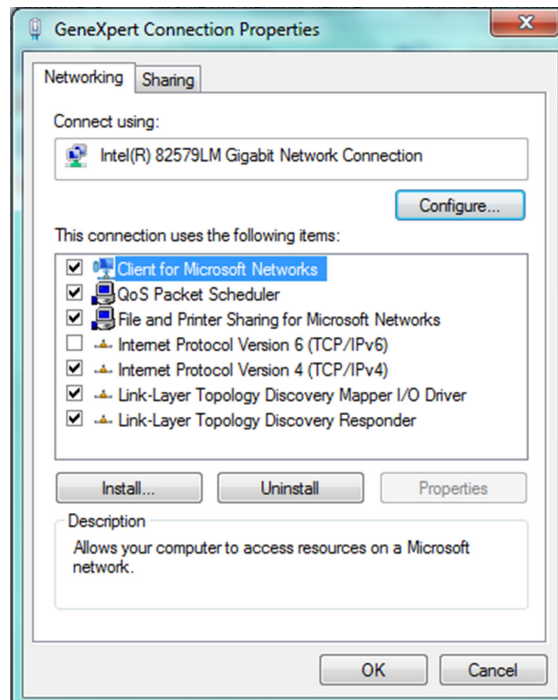 GeneXpert Connection Properties
Networking
Sharing
Connect using:
Intel(R) 82579LM Gigabit Network Connection
Configure...
This connection uses the following items:
Client for Microsoft Networks
QoS Packet Scheduler
File and Printer Sharing for Microsoft Networks
Internet Protocol Version 6 (TCP/IPv6)
Internet Protocol Version 4 (TCP/IPv4)
Link-Layer Topology Discovery Mapper I/O Driver
Link-Layer Topology Discovery Responder
Install...
Uninstall
Properties
Description
Allows your computer to access resources on a Microsoft
network.
OK
Cancel